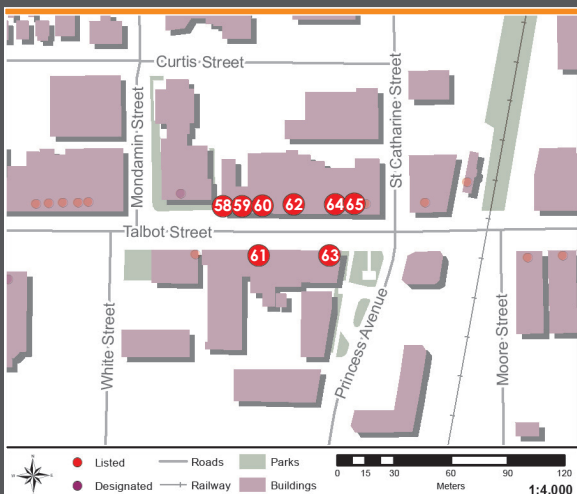 Curtis Street
Mondamin Street
St Catharine Street
58 59 60 62 64 65
Talbot Street
61 63
White Street
Princess Avenue
Moore Street
Listed
Roads
Parks
0 15 30 60 90 120
Designated
Railway
Buildings
Meters
1:4,000